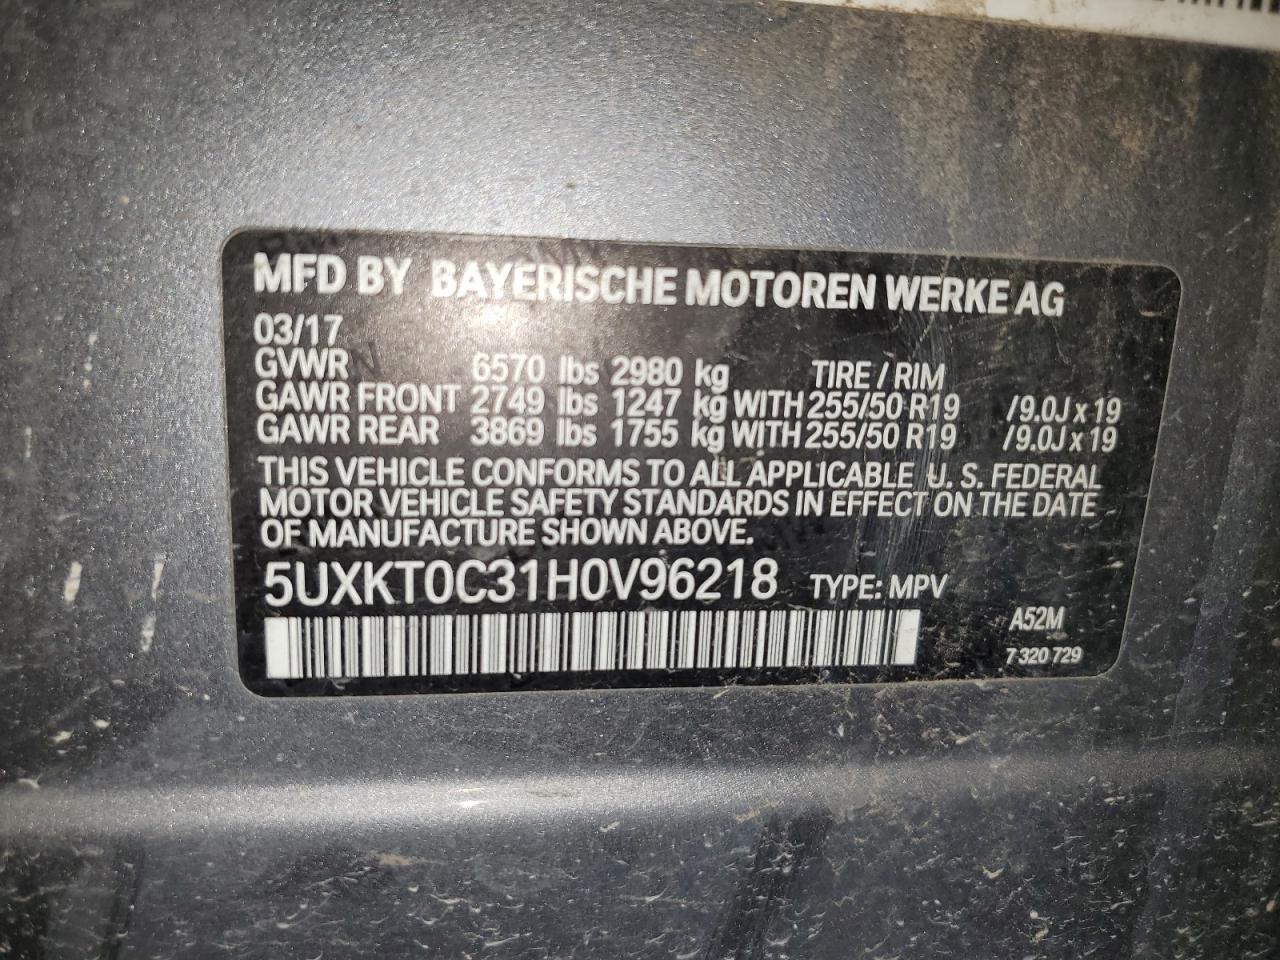 MFD BY BAYERISCHE MOTOREN WERKE AG
03/17
GVWR 6570 lbs 2980 kg TIRE / RIM
GAWR FRONT 2749 lbs 1247 kg WITH 255/50 R19 /9.0J x 19
GAWR REAR 3869 lbs 1755 kg WITH 255/50 R19 /9.0J x 19
THIS VEHICLE CONFORMS TO ALL APPLICABLE U. S. FEDERAL
MOTOR VEHICLE SAFETY STANDARDS IN EFFECT ON THE DATE
OF MANUFACTURE SHOWN ABOVE.
5UXKT0C31H0V96218 TYPE: MPV
A52M
7 320 729